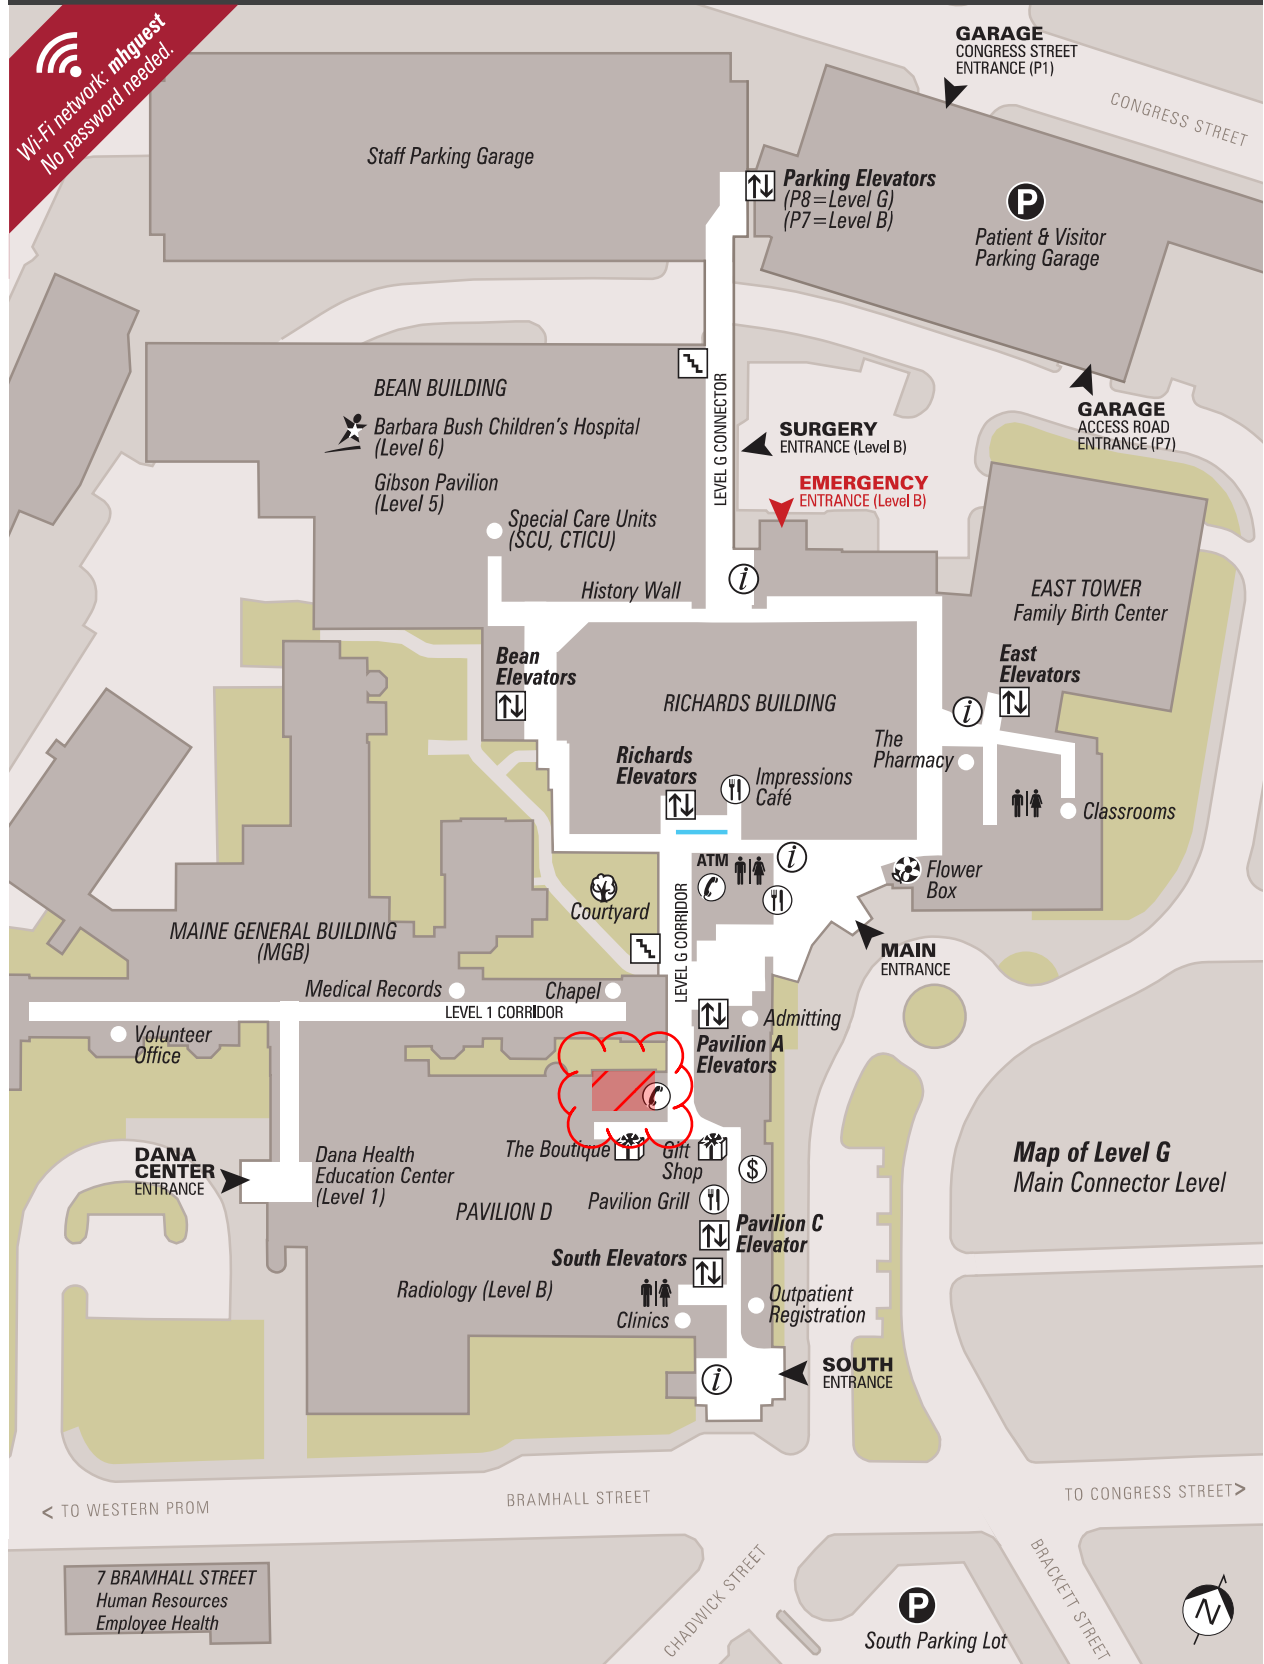 Wi-Fi network: mhguest
No password needed.
GARAGE
CONGRESS STREET
ENTRANCE (P1)
CONGRESS STREET
Staff Parking Garage
Parking Elevators
(P8=Level G)
(P7=Level B)
P
Patient & Visitor
Parking Garage
BEAN BUILDING
Barbara Bush Children's Hospital
(Level 6)
Gibson Pavilion
(Level 5)
LEVEL G CONNECTOR
SURGERY
ENTRANCE (Level B)
GARAGE
ACCESS ROAD
ENTRANCE (P7)
EMERGENCY
ENTRANCE (Level B)
Special Care Units
(SCU, CTICU)
History Wall
i
EAST TOWER
Family Birth Center
Bean
Elevators
East
Elevators
RICHARDS BUILDING
i
The
Pharmacy
Richards
Elevators
Impressions
Café
Classrooms
ATM
i
Flower
Box
Courtyard
LEVEL G CORRIDOR
MAINE GENERAL BUILDING
(MGB)
MAIN
ENTRANCE
Medical Records
Chapel
LEVEL 1 CORRIDOR
Volunteer
Office
Admitting
Pavilion A
Elevators
DANA
CENTER
ENTRANCE
Dana Health
Education Center
(Level 1)
The Boutique
Gift
Shop
$
Map of Level G
Main Connector Level
PAVILION D
Pavilion Grill
Pavilion C
Elevator
South Elevators
Radiology (Level B)
Clinics
Outpatient
Registration
i
SOUTH
ENTRANCE
< TO WESTERN PROM
BRAMHALL STREET
TO CONGRESS STREET>
7 BRAMHALL STREET
Human Resources
Employee Health
CHADWICK STREET
BRACKETT STREET
P
South Parking Lot
N